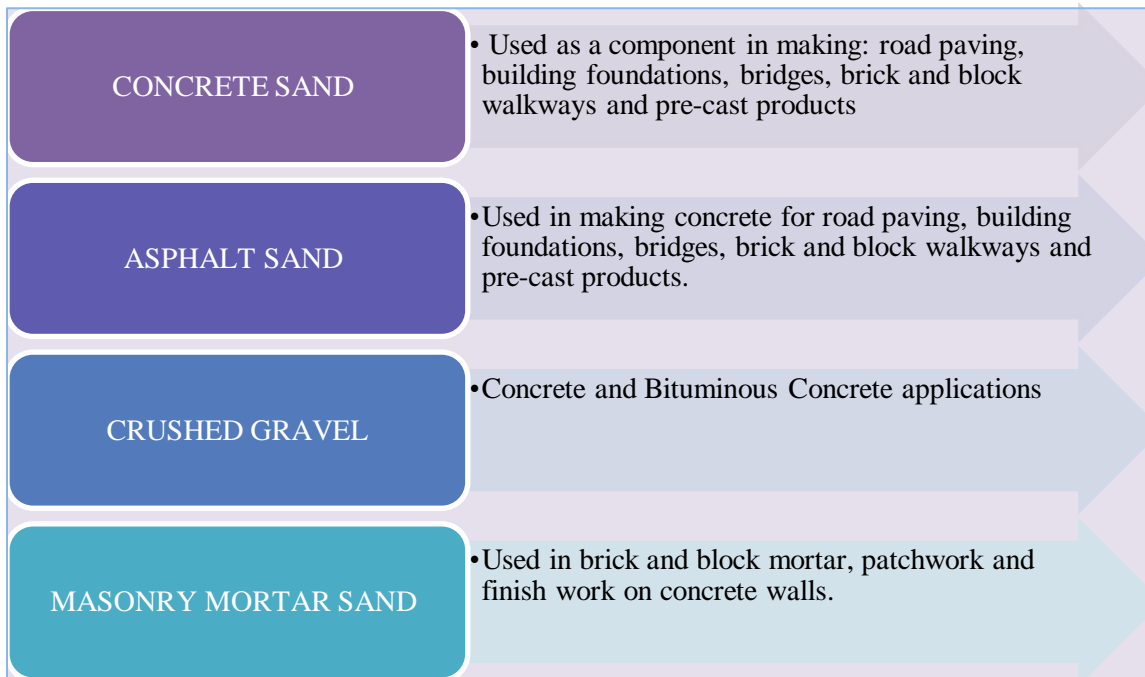 CONCRETE SAND
• Used as a component in making: road paving,
building foundations, bridges, brick and block
walkways and pre-cast products
ASPHALT SAND
•Used in making concrete for road paving, building
foundations, bridges, brick and block walkways and
pre-cast products.
CRUSHED GRAVEL
•Concrete and Bituminous Concrete applications
MASONRY MORTAR SAND
•Used in brick and block mortar, patchwork and
finish work on concrete walls.